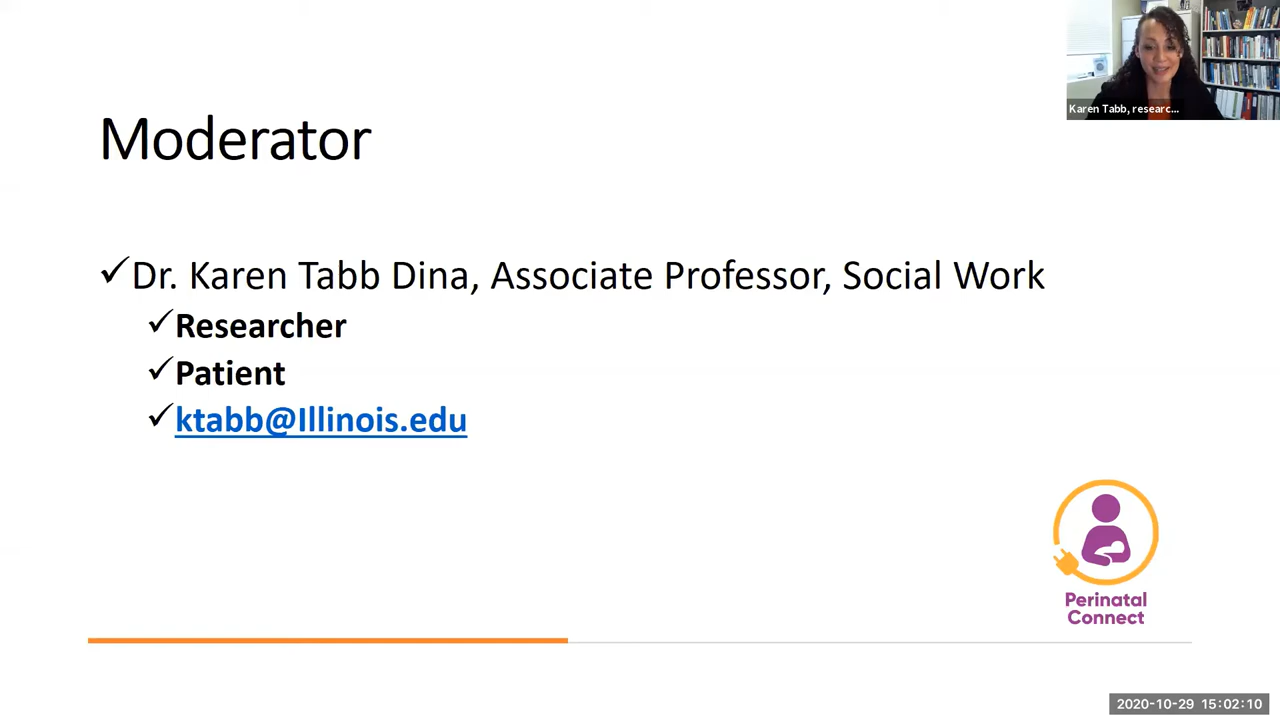 Karen Tabb, researc...
Moderator
✓Dr. Karen Tabb Dina, Associate Professor, Social Work
✓Researcher
✓Patient
✓ktabb@Illinois.edu
Perinatal
Connect
2020-10-29 15:02:10